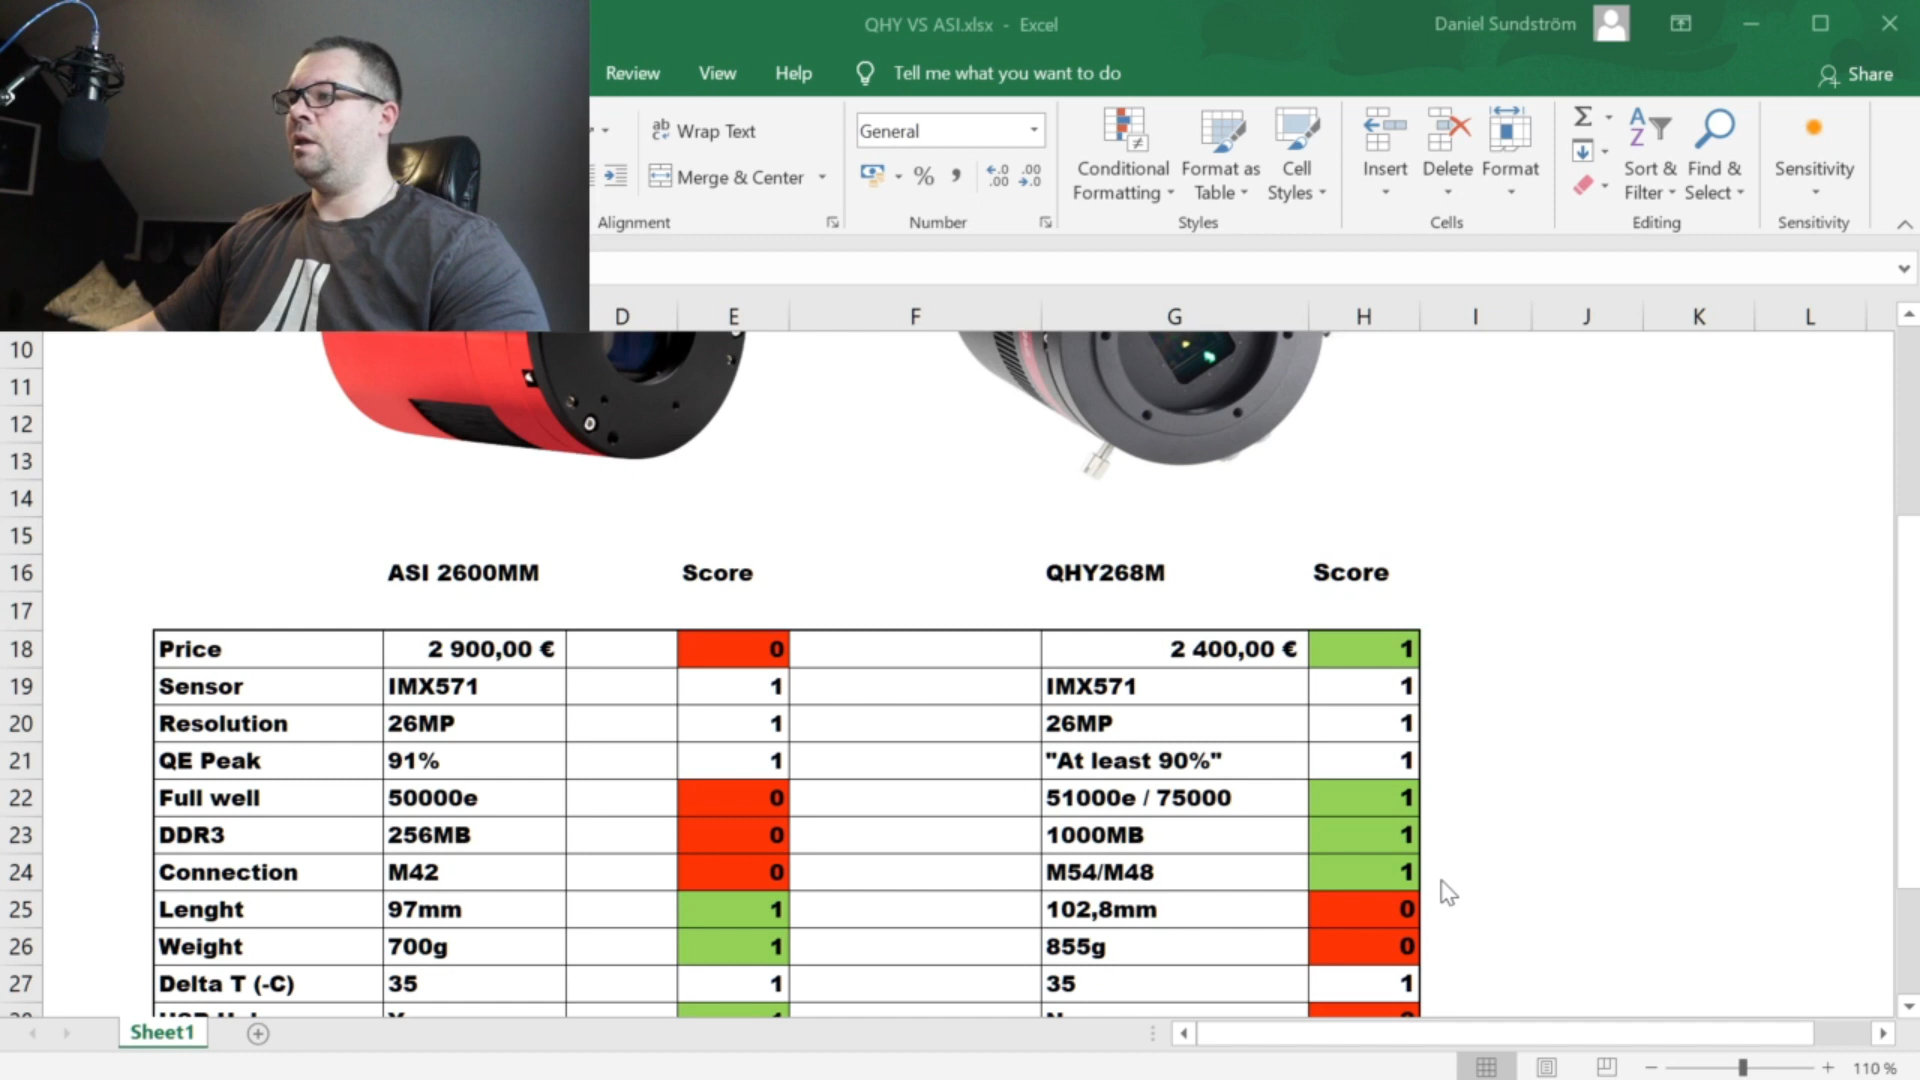 QHY VS ASI.xlsx - Excel
Daniel Sundström
Review View Help Tell me what you want to do
Share
Wrap Text
General
Merge & Center
Conditional Formatting
Format as Table
Cell Styles
Insert
Delete
Format
Sort & Filter
Find & Select
Sensitivity
Alignment
Number
Styles
Cells
Editing
Sensitivity
D E F G H I J K L
10
11
12
13
14
15
16 ASI 2600MM Score QHY268M Score
17
18 Price 2 900,00 € 0 2 400,00 € 1
19 Sensor IMX571 1 IMX571 1
20 Resolution 26MP 1 26MP 1
21 QE Peak 91% 1 "At least 90%" 1
22 Full well 50000e 0 51000e / 75000 1
23 DDR3 256MB 0 1000MB 1
24 Connection M42 0 M54/M48 1
25 Lenght 97mm 1 102,8mm 0
26 Weight 700g 1 855g 0
27 Delta T (-C) 35 1 35 1
Sheet1
110 %